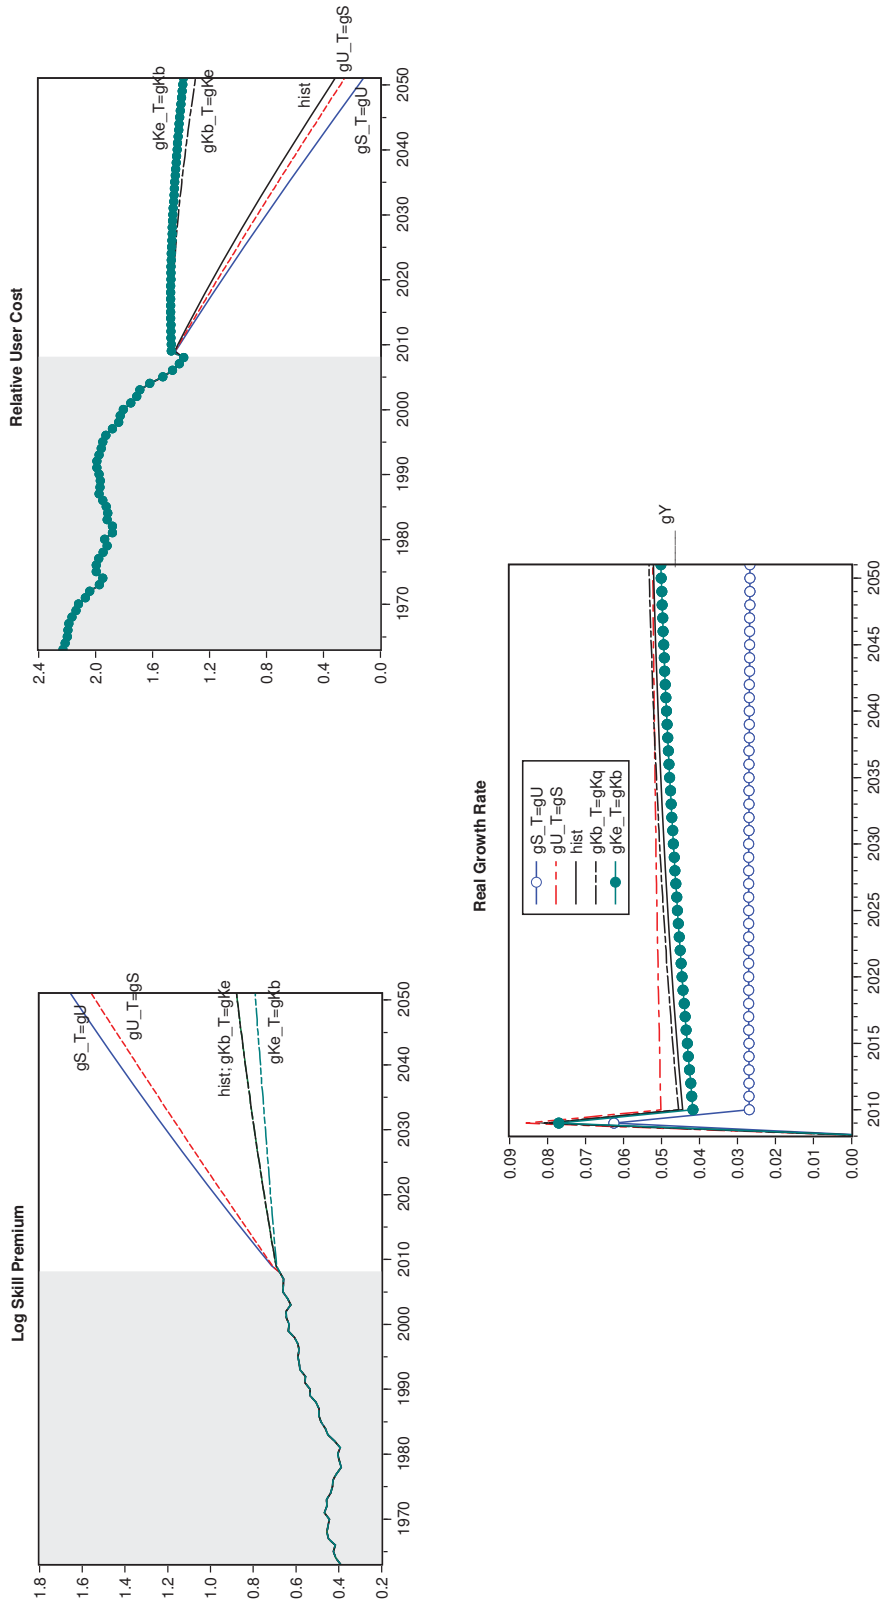 Log Skill Premium
1.8
1.6
1.4
1.2
1.0
0.8
0.6
0.4
0.2
gS_T=gU
gU_T=gS
hist; gKb_T=gKe
gKe_T=gKb
1970
1980
1990
2000
2010
2020
2030
2040
2050
Relative User Cost
2.4
2.0
1.6
1.2
0.8
0.4
0.0
gKe_T=gKb
gKb_T=gKe
hist
gU_T=gS
gS_T=gU
1970
1980
1990
2000
2010
2020
2030
2040
2050
Real Growth Rate
0.09
0.08
0.07
0.06
0.05
0.04
0.03
0.02
0.01
0.00
gS_T=gU
gU_T=gS
hist
gKb_T=gKq
gKe_T=gKb
gY
2010
2015
2020
2025
2030
2035
2040
2045
2050